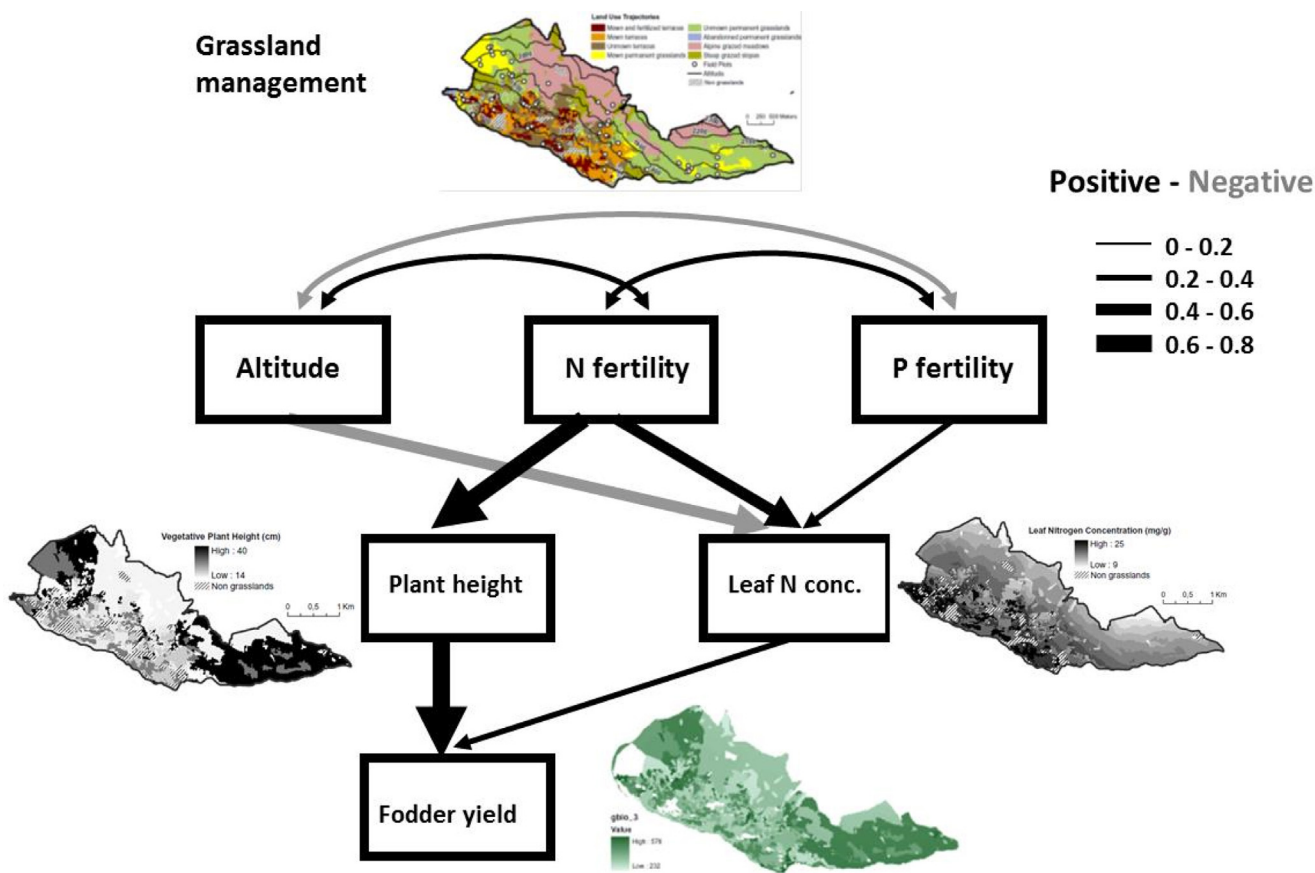 Grassland
management
Land Use Trajectories
Mown and fertilized terraces
Mown terraces
Unmown terraces
Mown permanent grasslands
Unmown permanent grasslands
Abandonned permanent grasslands
Alpine grazed meadows
Steep grazed slopes
Field Plots
Altitude
Non grasslands
Positive - Negative
0 - 0.2
0.2 - 0.4
0.4 - 0.6
0.6 - 0.8
Altitude
N fertility
P fertility
Vegetative Plant Height (cm)
High : 40
Low : 14
Non grasslands
0 0,5 1 Km
Plant height
Leaf N conc.
Leaf Nitrogen Concentration (mg/g)
High : 25
Low : 9
Non grasslands
0 0,5 1 Km
Fodder yield
gbio_3
Value
High : 576
Low : 232